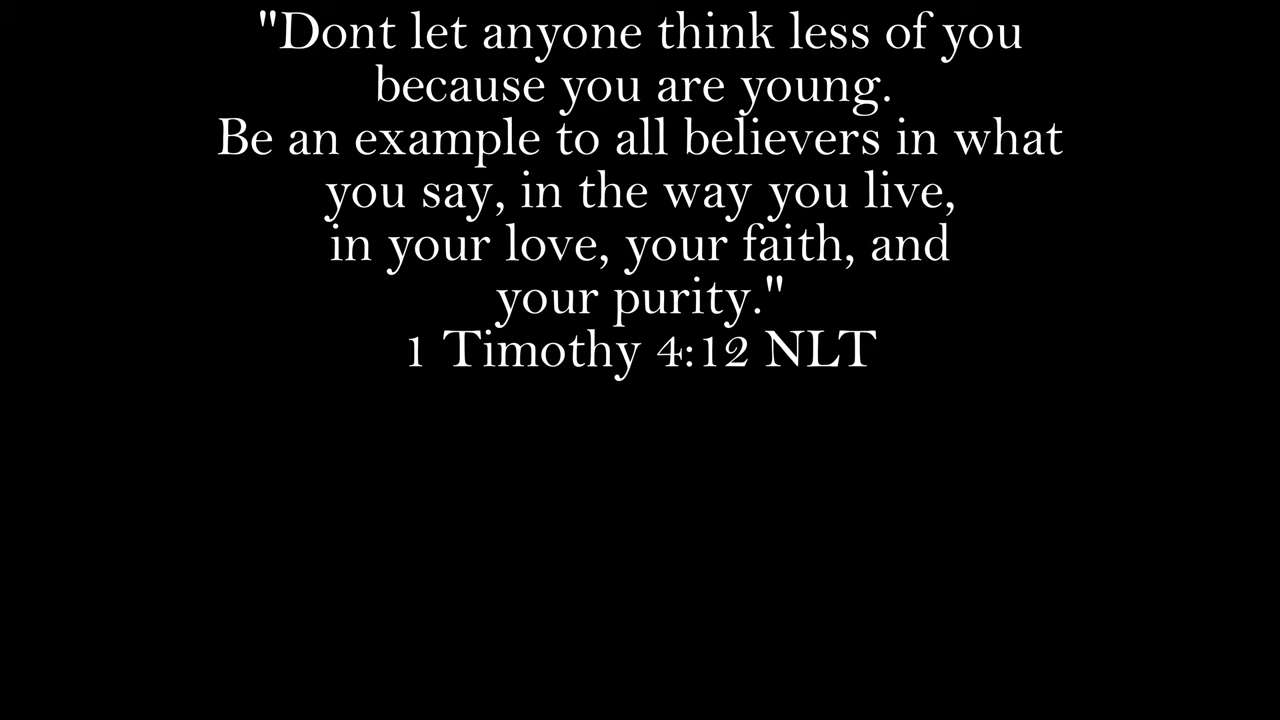 "Dont let anyone think less of you
because you are young.
Be an example to all believers in what
you say, in the way you live,
in your love, your faith, and
your purity."
1 Timothy 4:12 NLT